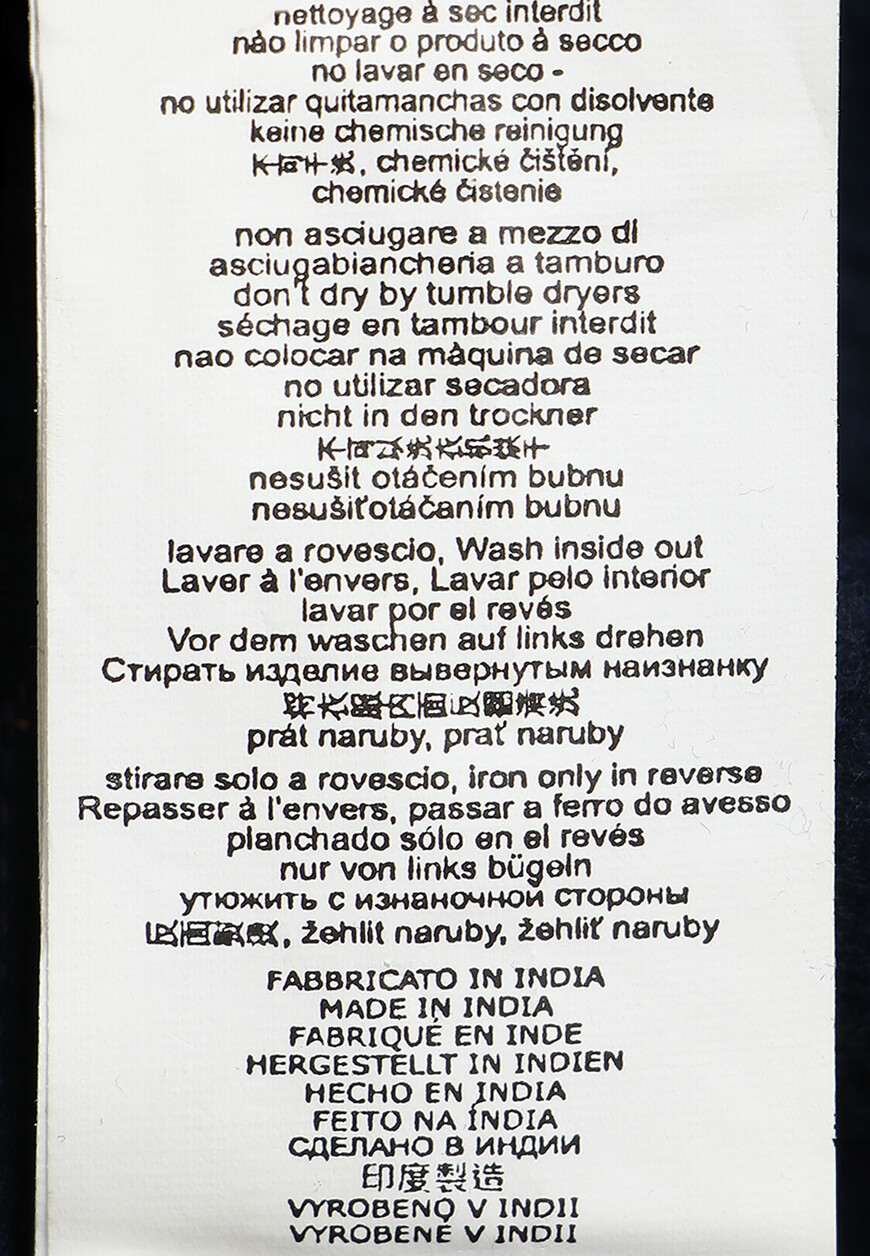 nettoyage à sec interdit
não limpar o produto à secco
no lavar en seco -
no utilizar quitamanchas con disolvente
keine chemische reinigung
, chemické čištění,
chemické čistenie
non asciugare a mezzo di
asciugabiancheria a tamburo
don't dry by tumble dryers
séchage en tambour interdit
nao colocar na màquina de secar
no utilizar secadora
nicht in den trockner
nesušit otáčením bubnu
nesušiťotáčaním bubnu
lavare a rovescio, Wash inside out
Laver à l'envers, Lavar pelo interior
lavar por el revés
Vor dem waschen auf links drehen
Стирать изделие вывернутым наизнанку
prát naruby, prať naruby
stirare solo a rovescio, iron only in reverse
Repasser à l'envers, passar a ferro do avesso
planchado sólo en el revés
nur von links bügeln
утюжить с изнаночной стороны
, žehlit naruby, žehliť naruby
FABBRICATO IN INDIA
MADE IN INDIA
FABRIQUÉ EN INDE
HERGESTELLT IN INDIEN
HECHO EN INDIA
FEITO NA ÍNDIA
СДЕЛАНО В ИНДИИ
印度製造
VYROBENO V INDII
VYROBENÉ V INDII